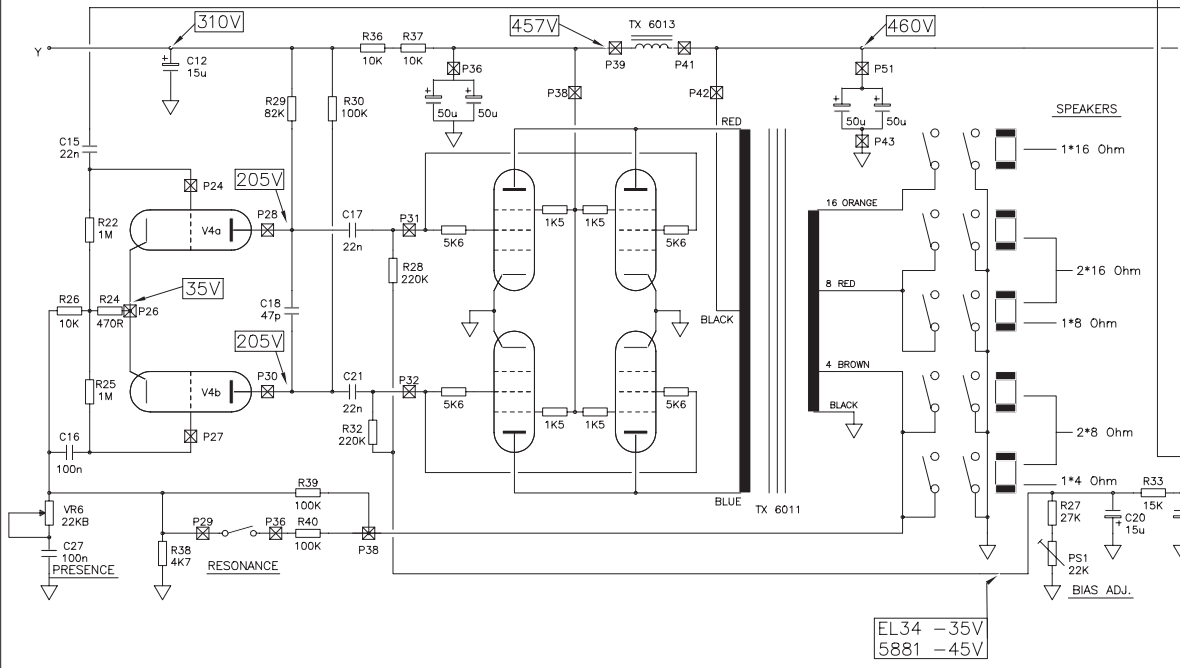 310V
457V
TX 6013
460V
Y
R36
10K
R37
10K
C12
15u
P39
P41
P36
P51
R29
82K
R30
100K
P38
P42
50u
50u
50u
50u
RED
SPEAKERS
C15
22n
P43
1*16 Ohm
P24
205V
R22
1M
V4a
P28
C17
22n
P31
5K6
1K5
1K5
5K6
16 ORANGE
R28
220K
2*16 Ohm
35V
8 RED
R26
10K
R24
470R
P26
C18
47p
BLACK
1*8 Ohm
205V
4 BROWN
R25
1M
V4b
P30
C21
22n
P32
5K6
5K6
BLACK
1K5
1K5
R32
220K
2*8 Ohm
C16
100n
P27
1*4 Ohm
R39
100K
BLUE
TX 6011
R33
15K
VR6
22KB
R27
27K
C20
15u
P29
P36
R40
100K
P38
C27
100n
R38
4K7
PRESENCE
RESONANCE
PS1
22K
BIAS ADJ.
EL34 -35V
5881 -45V